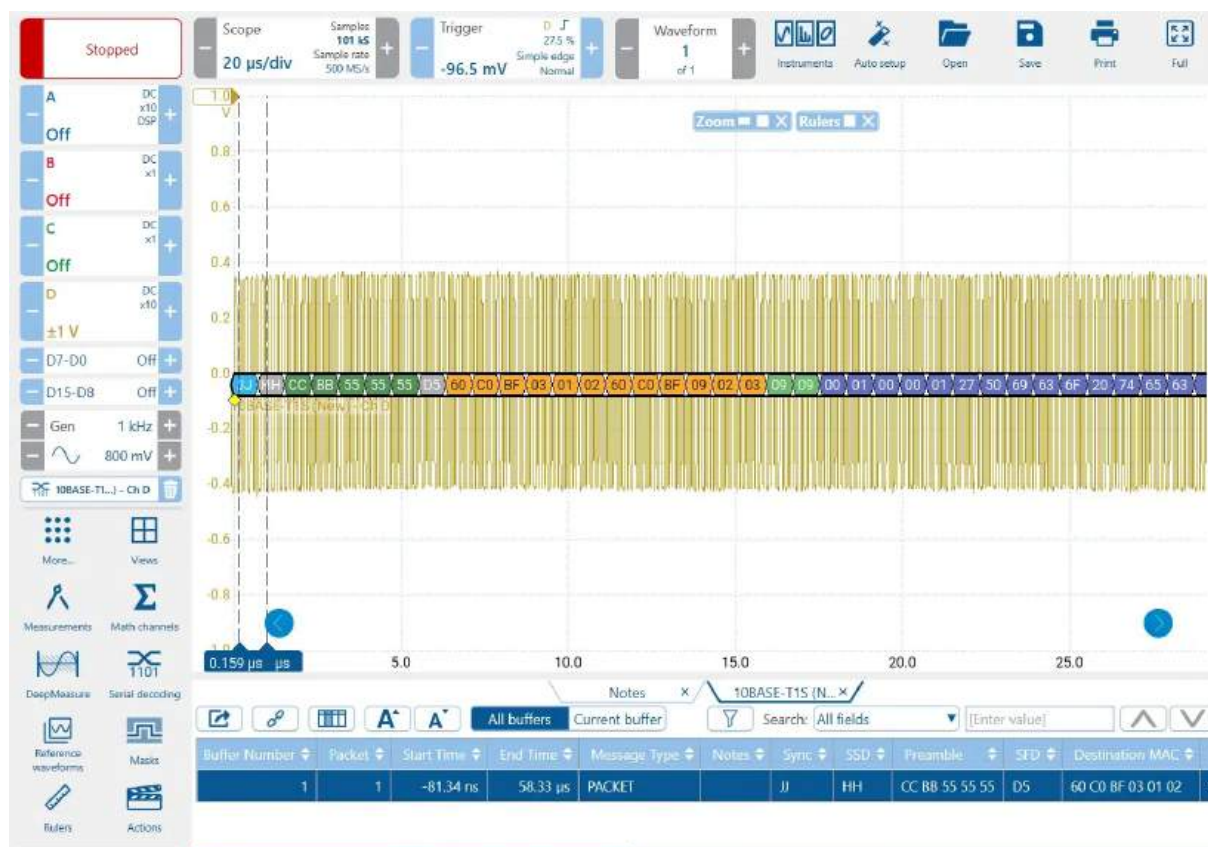 Stopped
Scope
20 µs/div
Samples
101 kS
Sample rate
500 MS/s
Trigger
-96.5 mV
D
27.5 %
Simple edge
Normal
Waveform
1
of 1
Instruments
Auto setup
Open
Save
Print
Full
A
DC
x10
DSP
Off
B
DC
x1
Off
C
DC
x1
Off
D
DC
x10
±1 V
D7-D0 Off
D15-D8 Off
Gen 1 kHz
800 mV
10BASE-T1...) - Ch D
More...
Views
Measurements
Math channels
DeepMeasure
1101
Serial decoding
Reference waveforms
Masks
Rulers
Actions
1.0
V
Zoom
Rulers
0.8
0.6
0.4
0.2
0.0
JJ HH CC BB 55 55 55 D5 60 C0 BF 03 01 02 60 C0 BF 09 02 03 09 09 00 01 00 00 01 27 50 69 63 6F 20 74 65 63
-0.2
-0.4
-0.6
-0.8
0.159 µs µs 5.0 10.0 15.0 20.0 25.0
Notes
10BASE-T1S (N...
All buffers
Current buffer
Search: All fields
[Enter value]
Buffer Number Packet Start Time End Time Message Type Notes Sync SSD Preamble SFD Destination MAC
1 1 -81.34 ns 58.33 µs PACKET JJ HH CC BB 55 55 55 D5 60 C0 BF 03 01 02